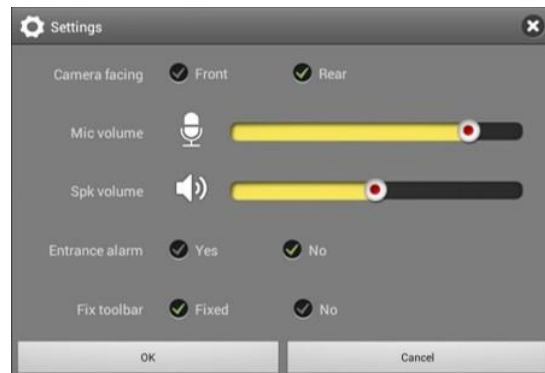 Settings
Camera facing Front Rear
Mic volume
Spk volume
Entrance alarm Yes No
Fix toolbar Fixed No
OK Cancel